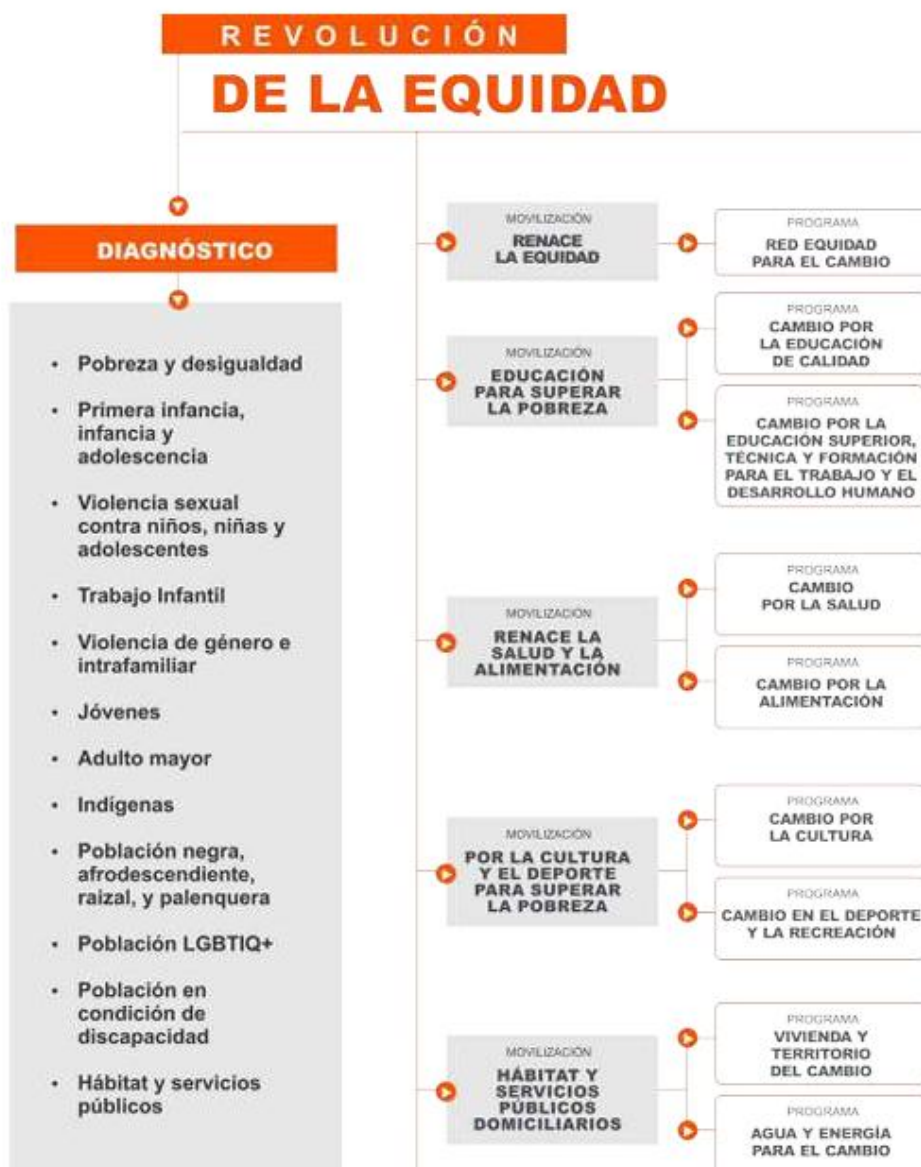 REVOLUCIÓN
DE LA EQUIDAD
DIAGNÓSTICO
• Pobreza y desigualdad
• Primera infancia,
infancia y
adolescencia
• Violencia sexual
contra niños, niñas y
adolescentes
• Trabajo Infantil
• Violencia de género e
intrafamiliar
• Jóvenes
• Adulto mayor
• Indígenas
• Población negra,
afrodescendiente,
raizal, y palenquera
• Población LGBTIQ+
• Población en
condición de
discapacidad
• Hábitat y servicios
públicos
MOVILIZACIÓN
RENACE
LA EQUIDAD
PROGRAMA
RED EQUIDAD
PARA EL CAMBIO
MOVILIZACIÓN
EDUCACIÓN
PARA SUPERAR
LA POBREZA
PROGRAMA
CAMBIO POR
LA EDUCACIÓN
DE CALIDAD
PROGRAMA
CAMBIO POR LA
EDUCACIÓN SUPERIOR,
TÉCNICA Y FORMACIÓN
PARA EL TRABAJO Y EL
DESARROLLO HUMANO
MOVILIZACIÓN
RENACE LA
SALUD Y LA
ALIMENTACIÓN
PROGRAMA
CAMBIO
POR LA SALUD
PROGRAMA
CAMBIO POR LA
ALIMENTACIÓN
MOVILIZACIÓN
POR LA CULTURA
Y EL DEPORTE
PARA SUPERAR
LA POBREZA
PROGRAMA
CAMBIO POR
LA CULTURA
PROGRAMA
CAMBIO EN EL DEPORTE
Y LA RECREACIÓN
MOVILIZACIÓN
HÁBITAT Y
SERVICIOS
PÚBLICOS
DOMICILIARIOS
PROGRAMA
VIVIENDA Y
TERRITORIO
DEL CAMBIO
PROGRAMA
AGUA Y ENERGÍA
PARA EL CAMBIO